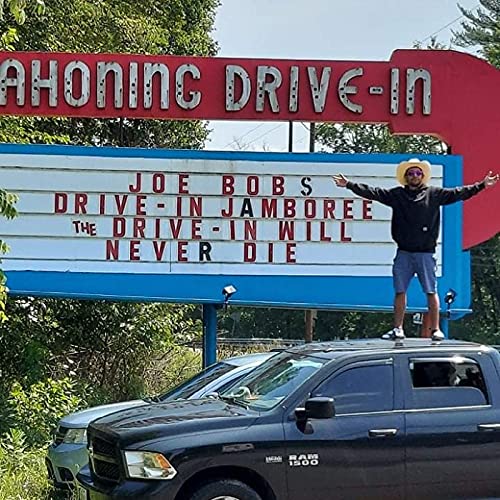 AHONING DRIVE-IN
JOE BOBS
DRIVE-IN JAMBOREE
THE DRIVE-IN WILL
NEVER DIE
RAM
1500